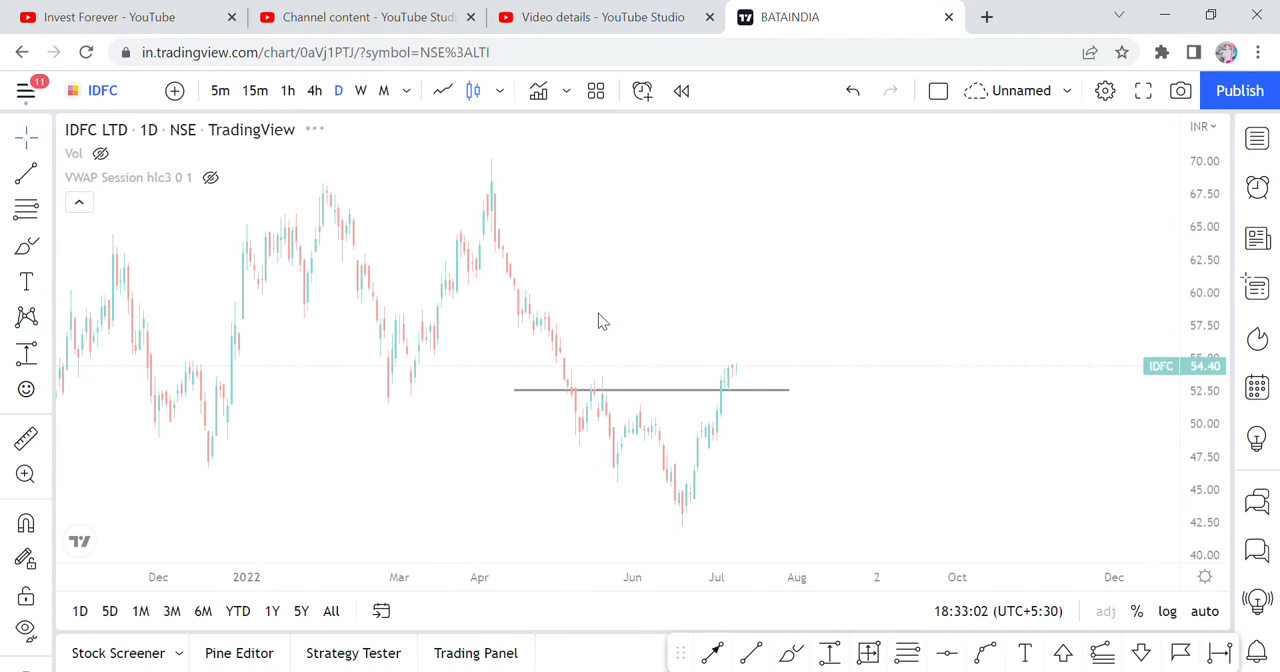 Invest Forever - YouTube
Channel content - YouTube Studi
Video details - YouTube Studio
BATAINDIA
in.tradingview.com/chart/0aVj1PTJ/?symbol=NSE%3ALTI
11
IDFC
5m 15m 1h 4h D W M
Unnamed
Publish
IDFC LTD · 1D · NSE · TradingView
INR
Vol
VWAP Session hlc3 0 1
70.00
67.50
65.00
62.50
60.00
57.50
55.00
IDFC 54.40
52.50
50.00
47.50
45.00
42.50
40.00
Dec 2022 Mar Apr Jun Jul Aug 2 Oct Dec
1D 5D 1M 3M 6M YTD 1Y 5Y All
18:33:02 (UTC+5:30)
adj % log auto
Stock Screener Pine Editor Strategy Tester Trading Panel